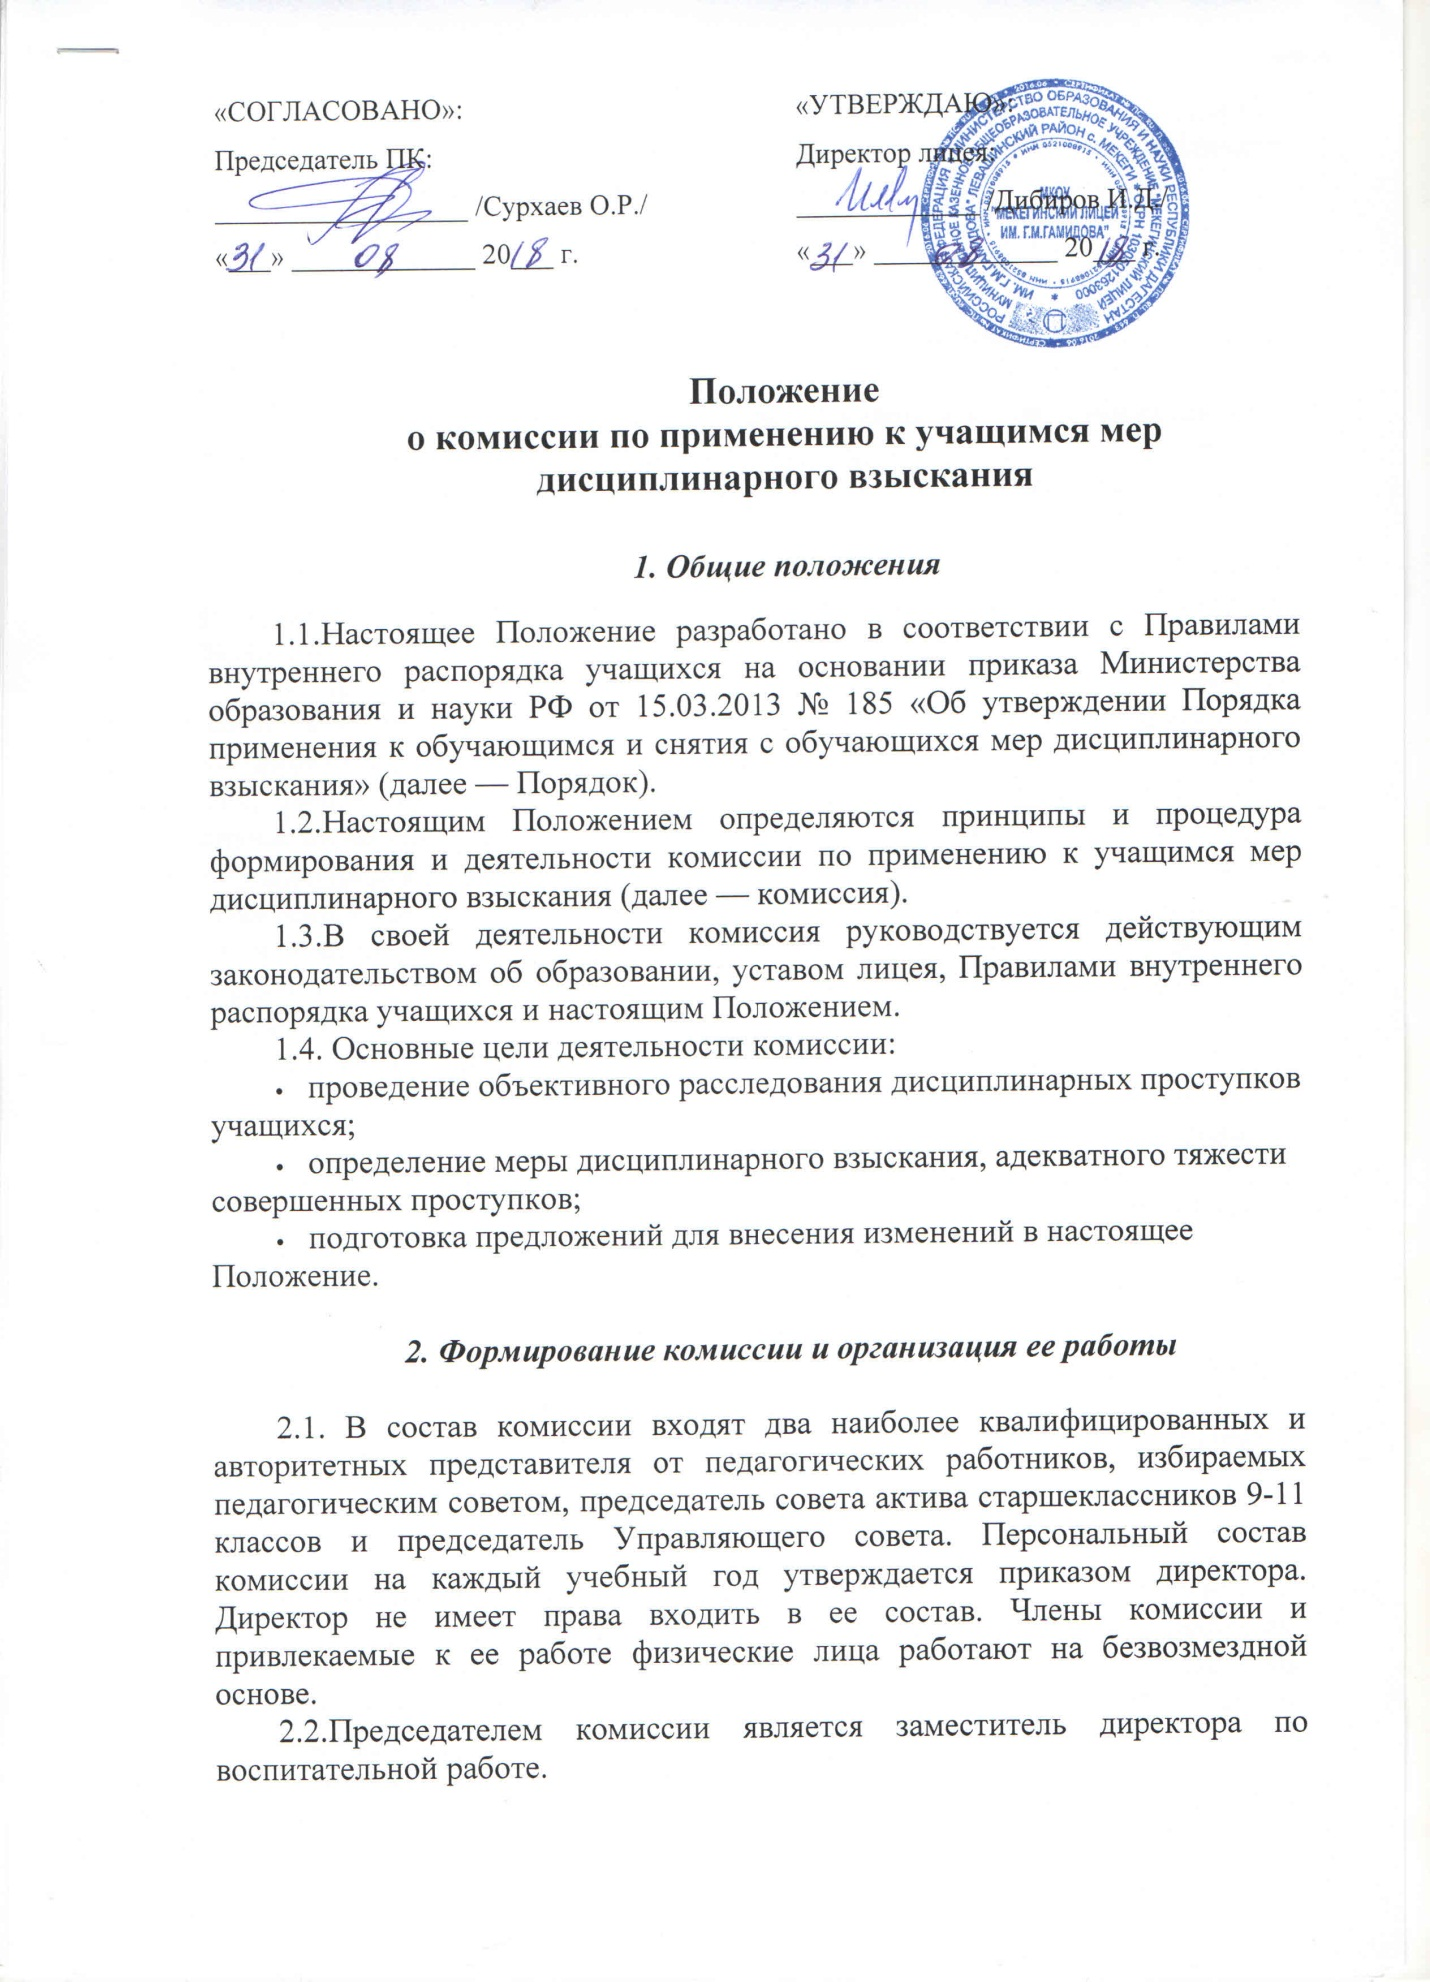 «СОГЛАСОВАНО»:
Председатель ПК:
/Сурхаев О.Р./
«31» 08 2018 г.
«УТВЕРЖДАЮ»:
Директор лицея:
/Дибиров И.Д./
«31» 08 2018 г.
МКОУ
"МЕКЕГИНСКИЙ ЛИЦЕЙ
ИМ. Г.М.ГАМИДОВА"
Положение
о комиссии по применению к учащимся мер
дисциплинарного взыскания
1. Общие положения
1.1.Настоящее Положение разработано в соответствии с Правилами
внутреннего распорядка учащихся на основании приказа Министерства
образования и науки РФ от 15.03.2013 № 185 «Об утверждении Порядка
применения к обучающимся и снятия с обучающихся мер дисциплинарного
взыскания» (далее — Порядок).
1.2.Настоящим Положением определяются принципы и процедура
формирования и деятельности комиссии по применению к учащимся мер
дисциплинарного взыскания (далее — комиссия).
1.3.В своей деятельности комиссия руководствуется действующим
законодательством об образовании, уставом лицея, Правилами внутреннего
распорядка учащихся и настоящим Положением.
1.4. Основные цели деятельности комиссии:
• проведение объективного расследования дисциплинарных проступков
учащихся;
• определение меры дисциплинарного взыскания, адекватного тяжести
совершенных проступков;
• подготовка предложений для внесения изменений в настоящее
Положение.
2. Формирование комиссии и организация ее работы
2.1. В состав комиссии входят два наиболее квалифицированных и
авторитетных представителя от педагогических работников, избираемых
педагогическим советом, председатель совета актива старшеклассников 9-11
классов и председатель Управляющего совета. Персональный состав
комиссии на каждый учебный год утверждается приказом директора.
Директор не имеет права входить в ее состав. Члены комиссии и
привлекаемые к ее работе физические лица работают на безвозмездной
основе.
2.2.Председателем комиссии является заместитель директора по
воспитательной работе.